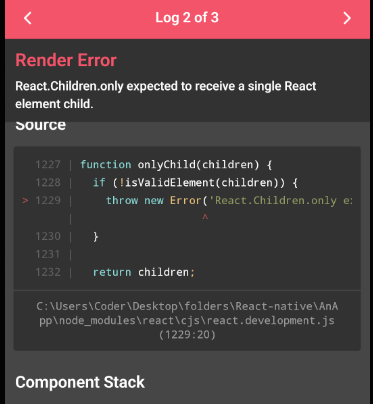 Log 2 of 3
Render Error
React.Children.only expected to receive a single React
element child.
Source
1227 | function onlyChild(children) {
1228 |   if (!isValidElement(children)) {
> 1229 |     throw new Error('React.Children.only e
|                    ^
1230 |   }
1231 |
1232 |   return children;
C:\Users\Coder\Desktop\folders\React-native\AnA
pp\node_modules\react\cjs\react.development.js
(1229:20)
Component Stack